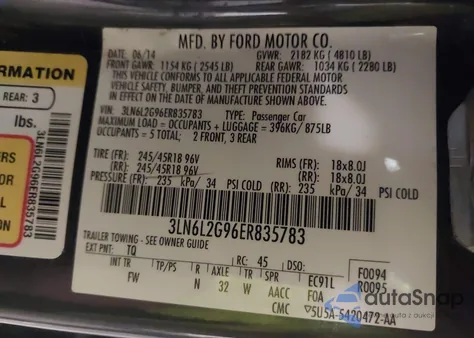 MFD. BY FORD MOTOR CO.
DATE: 06/14 GVWR: 2182 KG (4810 LB)
FRONT GAWR: 1154 KG (2545 LB) REAR GAWR: 1034 KG (2280 LB)
THIS VEHICLE CONFORMS TO ALL APPLICABLE FEDERAL MOTOR
VEHICLE SAFETY, BUMPER, AND THEFT PREVENTION STANDARDS IN
EFFECT ON THE DATE OF MANUFACTURE SHOWN ABOVE.
VIN: 3LN6L2G96ER835783 TYPE: Passenger Car
MAXIMUM LOAD = OCCUPANTS + LUGGAGE = 396KG/875LB
OCCUPANTS = 5 TOTAL: 2 FRONT, 3 REAR
TIRE (FR): 245/45R18 96V RIMS (FR): 18x8.0J
(RR): 245/45R18 96V (RR): 18x8.0J
PRESSURE (FR): 235 kPa/ 34 PSI COLD (RR): 235 kPa/34 PSI COLD
3LN6L2G96ER835783
TRAILER TOWING - SEE OWNER GUIDE
EXT PNT: TQ RC: 45 DSO: F0094
INT TR TP/PS R AXLE TR SPR EC91L R0095
FW N 32 W AACC FOA
CMC 5U5A-5420472-AA
ORMATION
REAR: 3
lbs.
3LN6L2G96ER835783
ERS
autoSnap